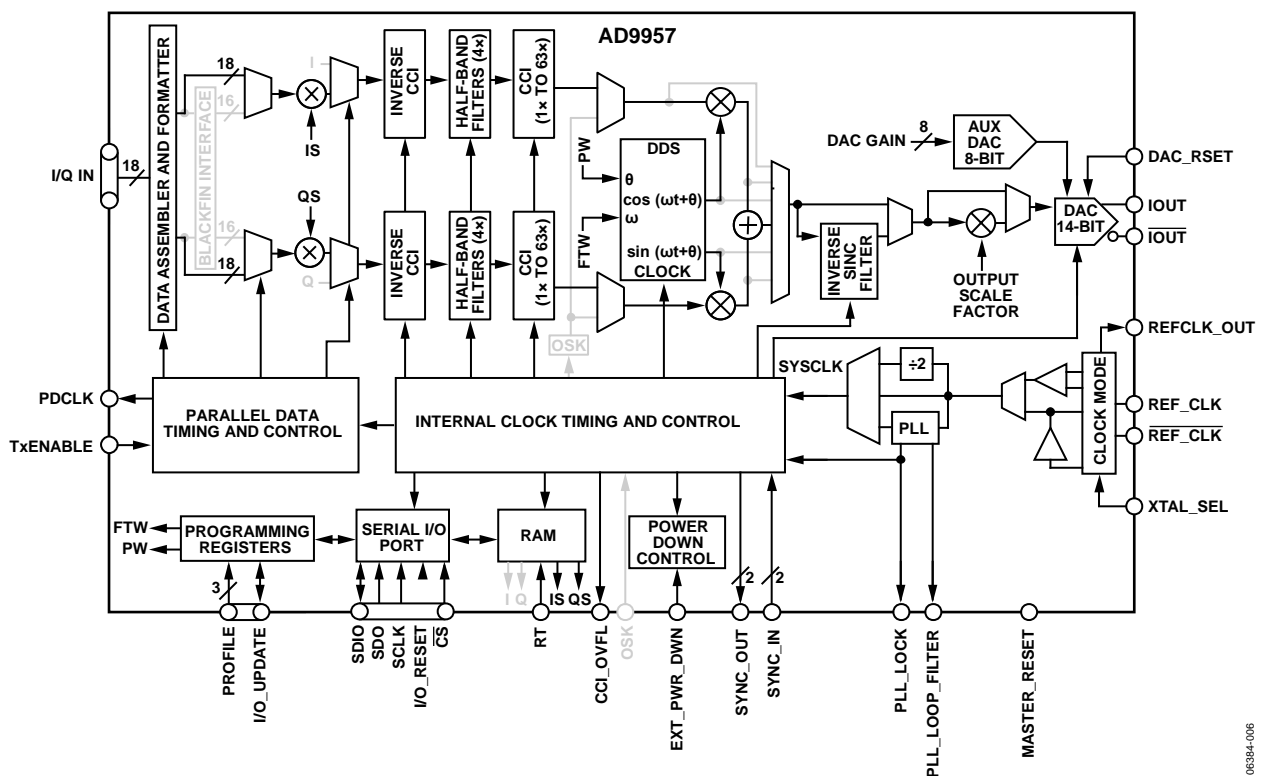 AD9957
I/Q IN
18
DATA ASSEMBLER AND FORMATTER
BLACKFIN INTERFACE
18
16
16
18
IS
QS
I
Q
INVERSE
CCI
HALF-BAND
FILTERS (4×)
CCI
(1× TO 63×)
INVERSE
CCI
HALF-BAND
FILTERS (4×)
CCI
(1× TO 63×)
OSK
PW
FTW
DDS
θ
cos (ωt+θ)
ω
sin (ωt+θ)
CLOCK
INVERSE
SINC
FILTER
OUTPUT
SCALE
FACTOR
DAC GAIN
8
AUX
DAC
8-BIT
DAC
14-BIT
DAC_RSET
IOUT
IOUT
REFCLK_OUT
REF_CLK
REF_CLK
XTAL_SEL
CLOCK MODE
SYSCLK
÷2
PLL
PDCLK
TxENABLE
PARALLEL DATA
TIMING AND CONTROL
INTERNAL CLOCK TIMING AND CONTROL
FTW
PW
PROGRAMMING
REGISTERS
SERIAL I/O
PORT
RAM
POWER
DOWN
CONTROL
3
I
Q
IS
QS
2
2
PROFILE
I/O_UPDATE
SDIO
SDO
SCLK
I/O_RESET
CS
RT
CCI_OVFL
OSK
EXT_PWR_DWN
SYNC_OUT
SYNC_IN
PLL_LOCK
PLL_LOOP_FILTER
MASTER_RESET
06384-006